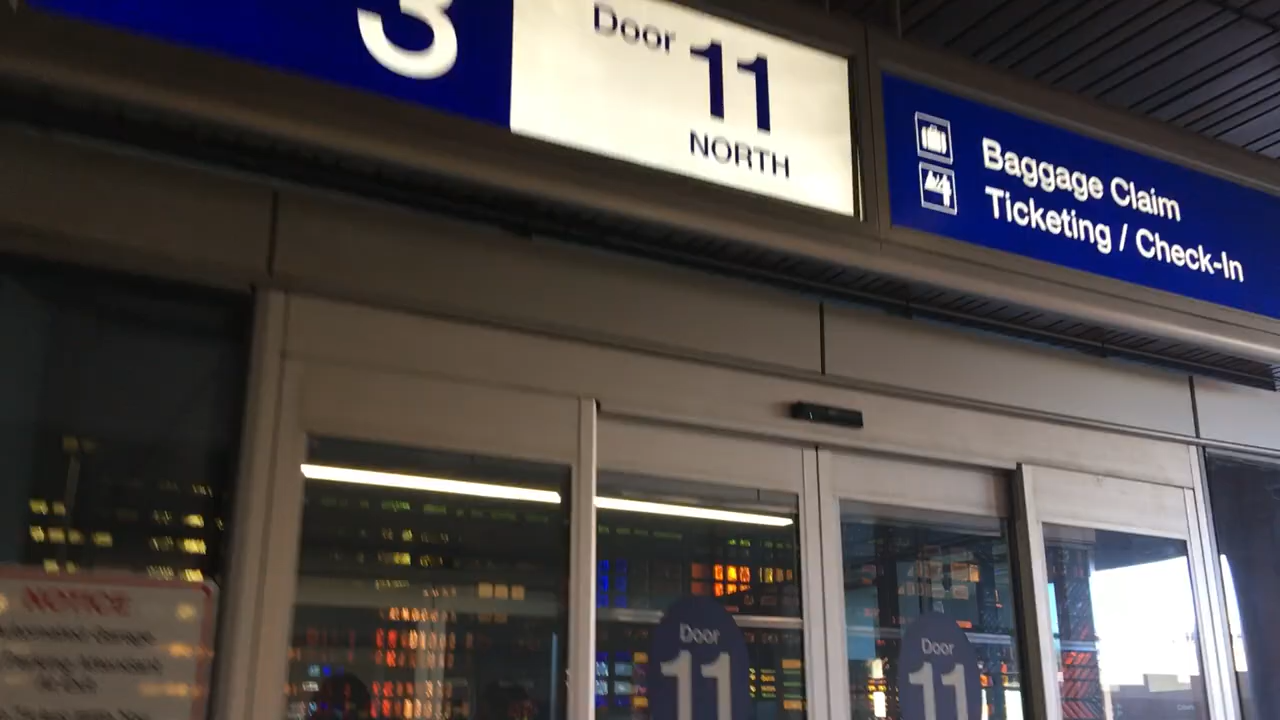 3
Door 11
NORTH
Baggage Claim
Ticketing / Check-In
NOTICE
Door
11
Door
11